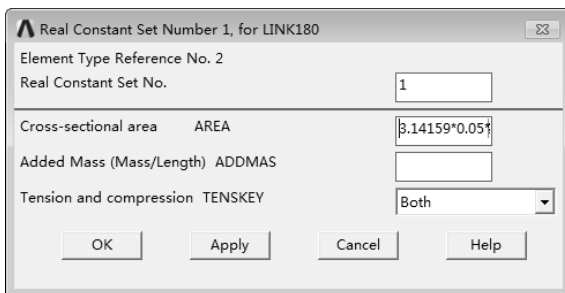 Real Constant Set Number 1, for LINK180
Element Type Reference No. 2
Real Constant Set No. 1
Cross-sectional area AREA 3.14159*0.05*
Added Mass (Mass/Length) ADDMAS
Tension and compression TENSKEY Both
OK Apply Cancel Help